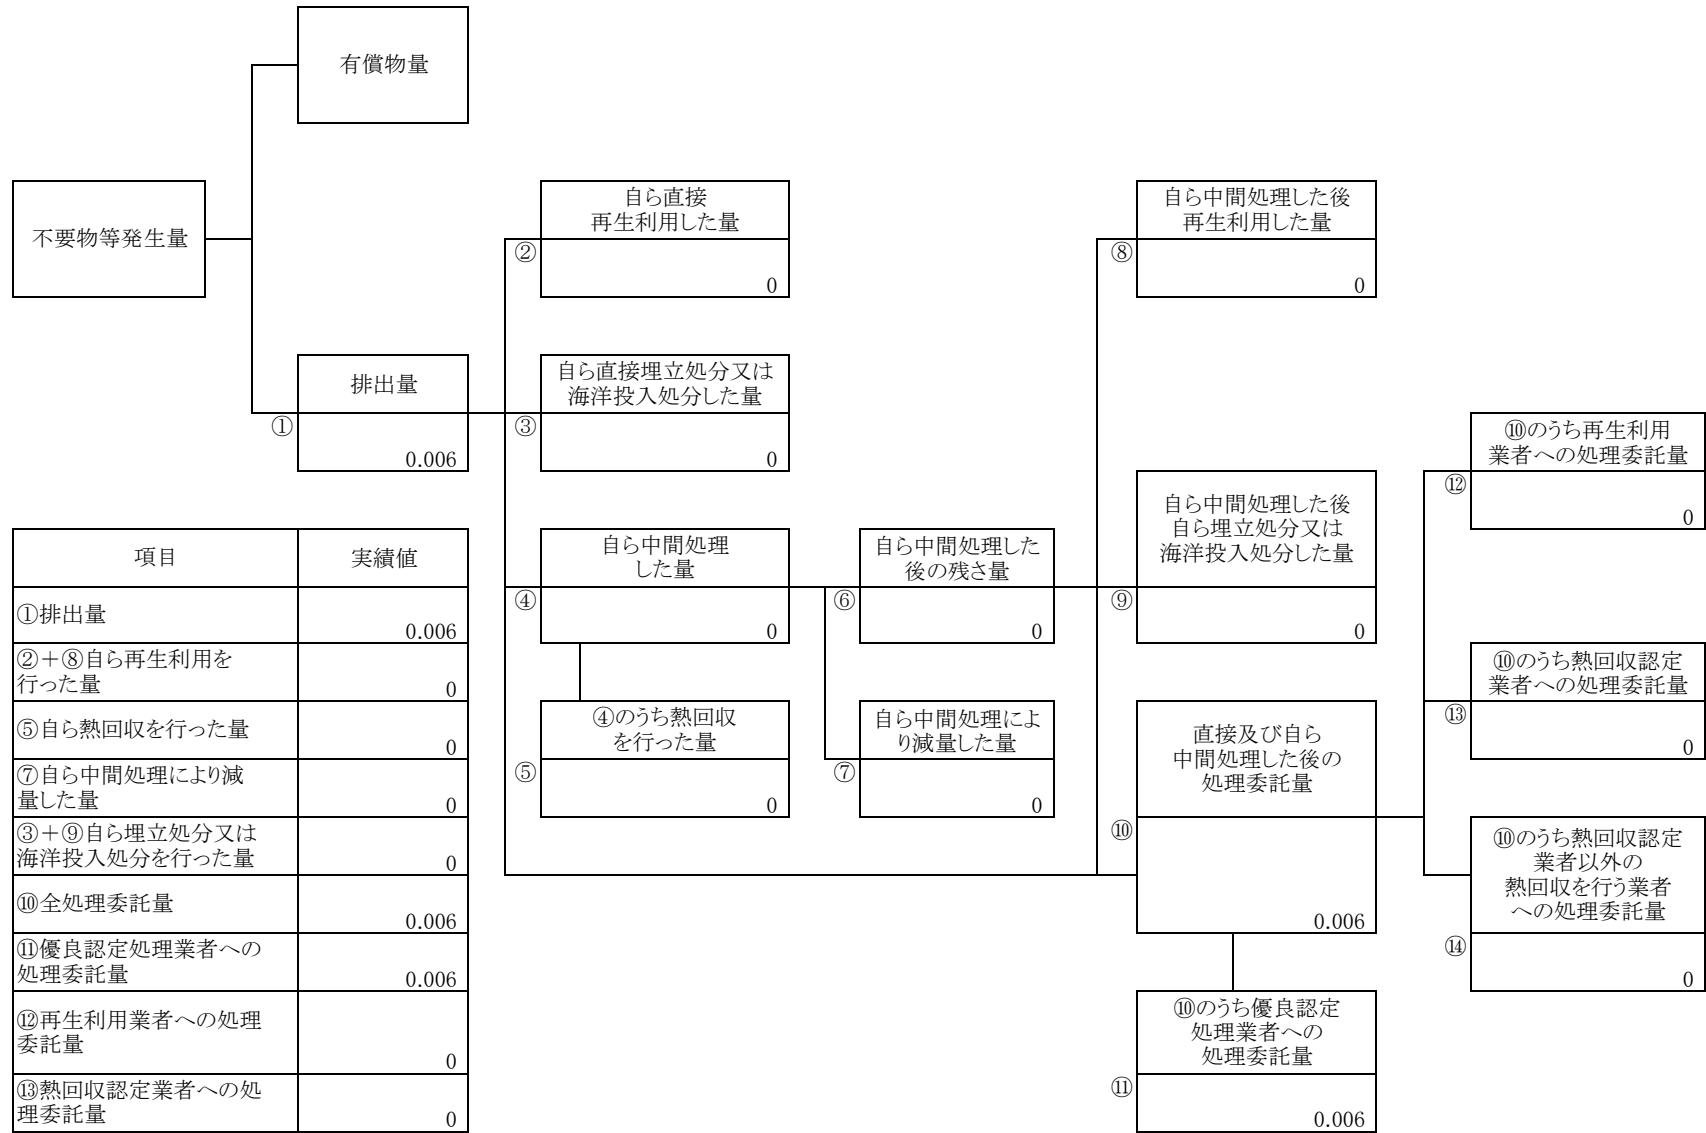 有償物量
不要物等発生量
自ら直接
再生利用した量
②
0
自ら中間処理した後
再生利用した量
⑧
0
排出量
①
0.006
自ら直接埋立処分又は
海洋投入処分した量
③
0
⑩のうち再生利用
業者への処理委託量
⑫
0
自ら中間処理
した量
④
0
自ら中間処理した
後の残さ量
⑥
0
自ら中間処理した後
自ら埋立処分又は
海洋投入処分した量
⑨
0
⑩のうち熱回収認定
業者への処理委託量
⑬
0
④のうち熱回収
を行った量
⑤
0
自ら中間処理によ
り減量した量
⑦
0
直接及び自ら
中間処理した後の
処理委託量
⑩
0.006
⑩のうち熱回収認定
業者以外の
熱回収を行う業者
への処理委託量
⑭
0
⑩のうち優良認定
処理業者への
処理委託量
⑪
0.006
項目 実績値
①排出量
0.006
②＋⑧自ら再生利用を
行った量
0
⑤自ら熱回収を行った量
0
⑦自ら中間処理により減
量した量
0
③＋⑨自ら埋立処分又は
海洋投入処分を行った量
0
⑩全処理委託量
0.006
⑪優良認定処理業者への
処理委託量
0.006
⑫再生利用業者への処理
委託量
0
⑬熱回収認定業者への処
理委託量
0